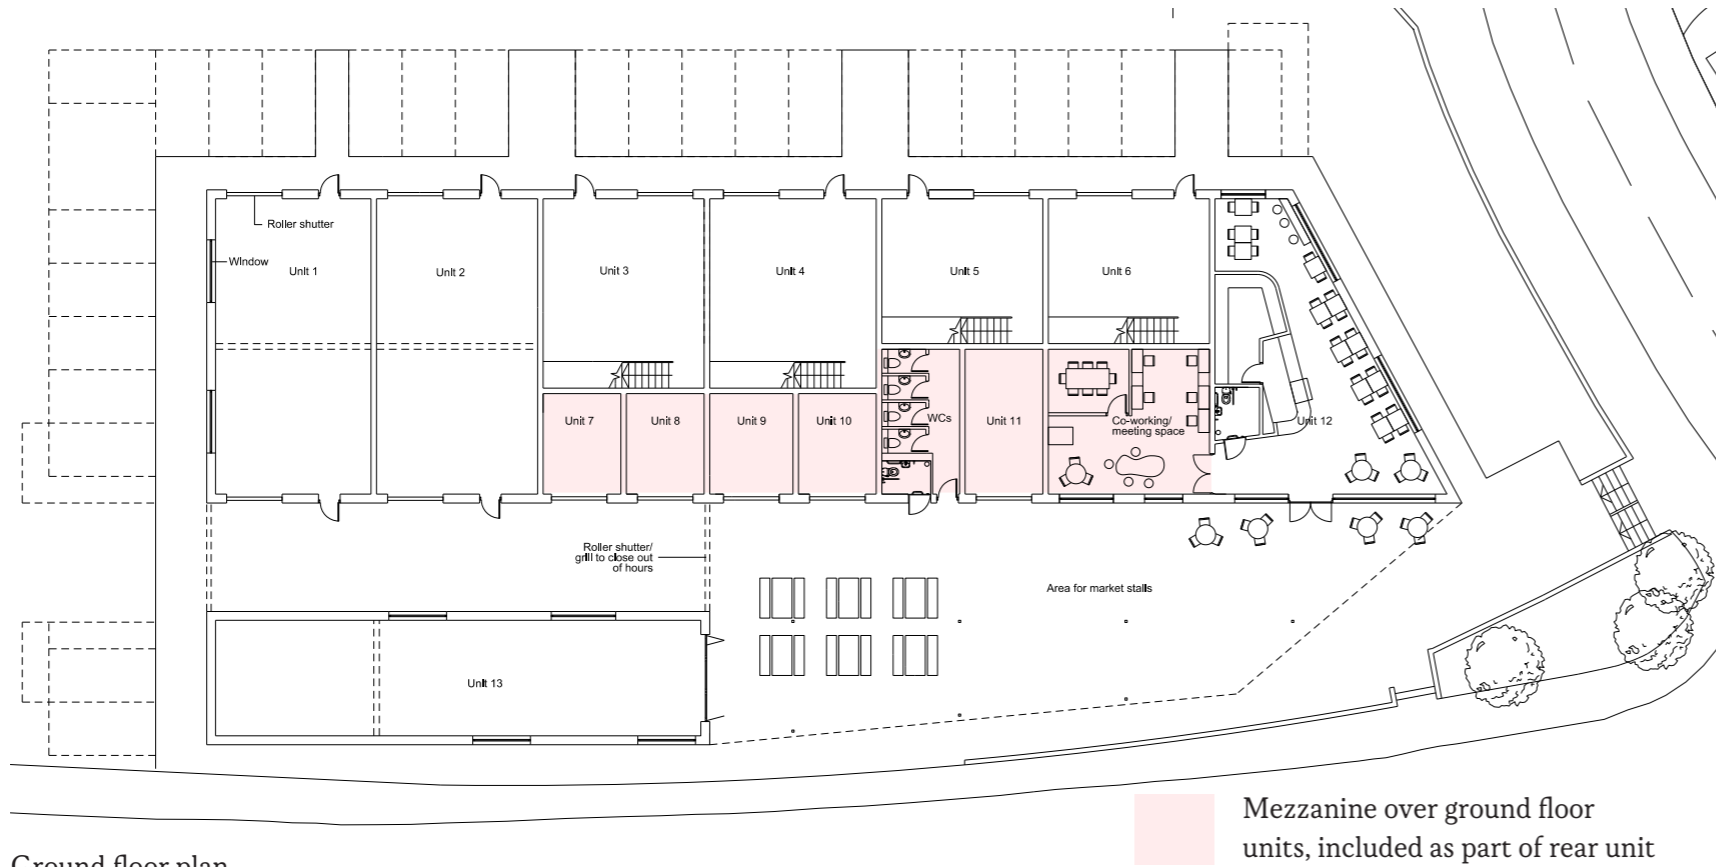 Roller shutter
Window
Unit 1
Unit 2
Unit 3
Unit 4
Unit 5
Unit 6
Unit 7
Unit 8
Unit 9
Unit 10
WCs
Unit 11
Co-working/
meeting space
Unit 12
Roller shutter/
grill to close out
of hours
Area for market stalls
Unit 13
Mezzanine over ground floor
units, included as part of rear unit
Ground floor plan